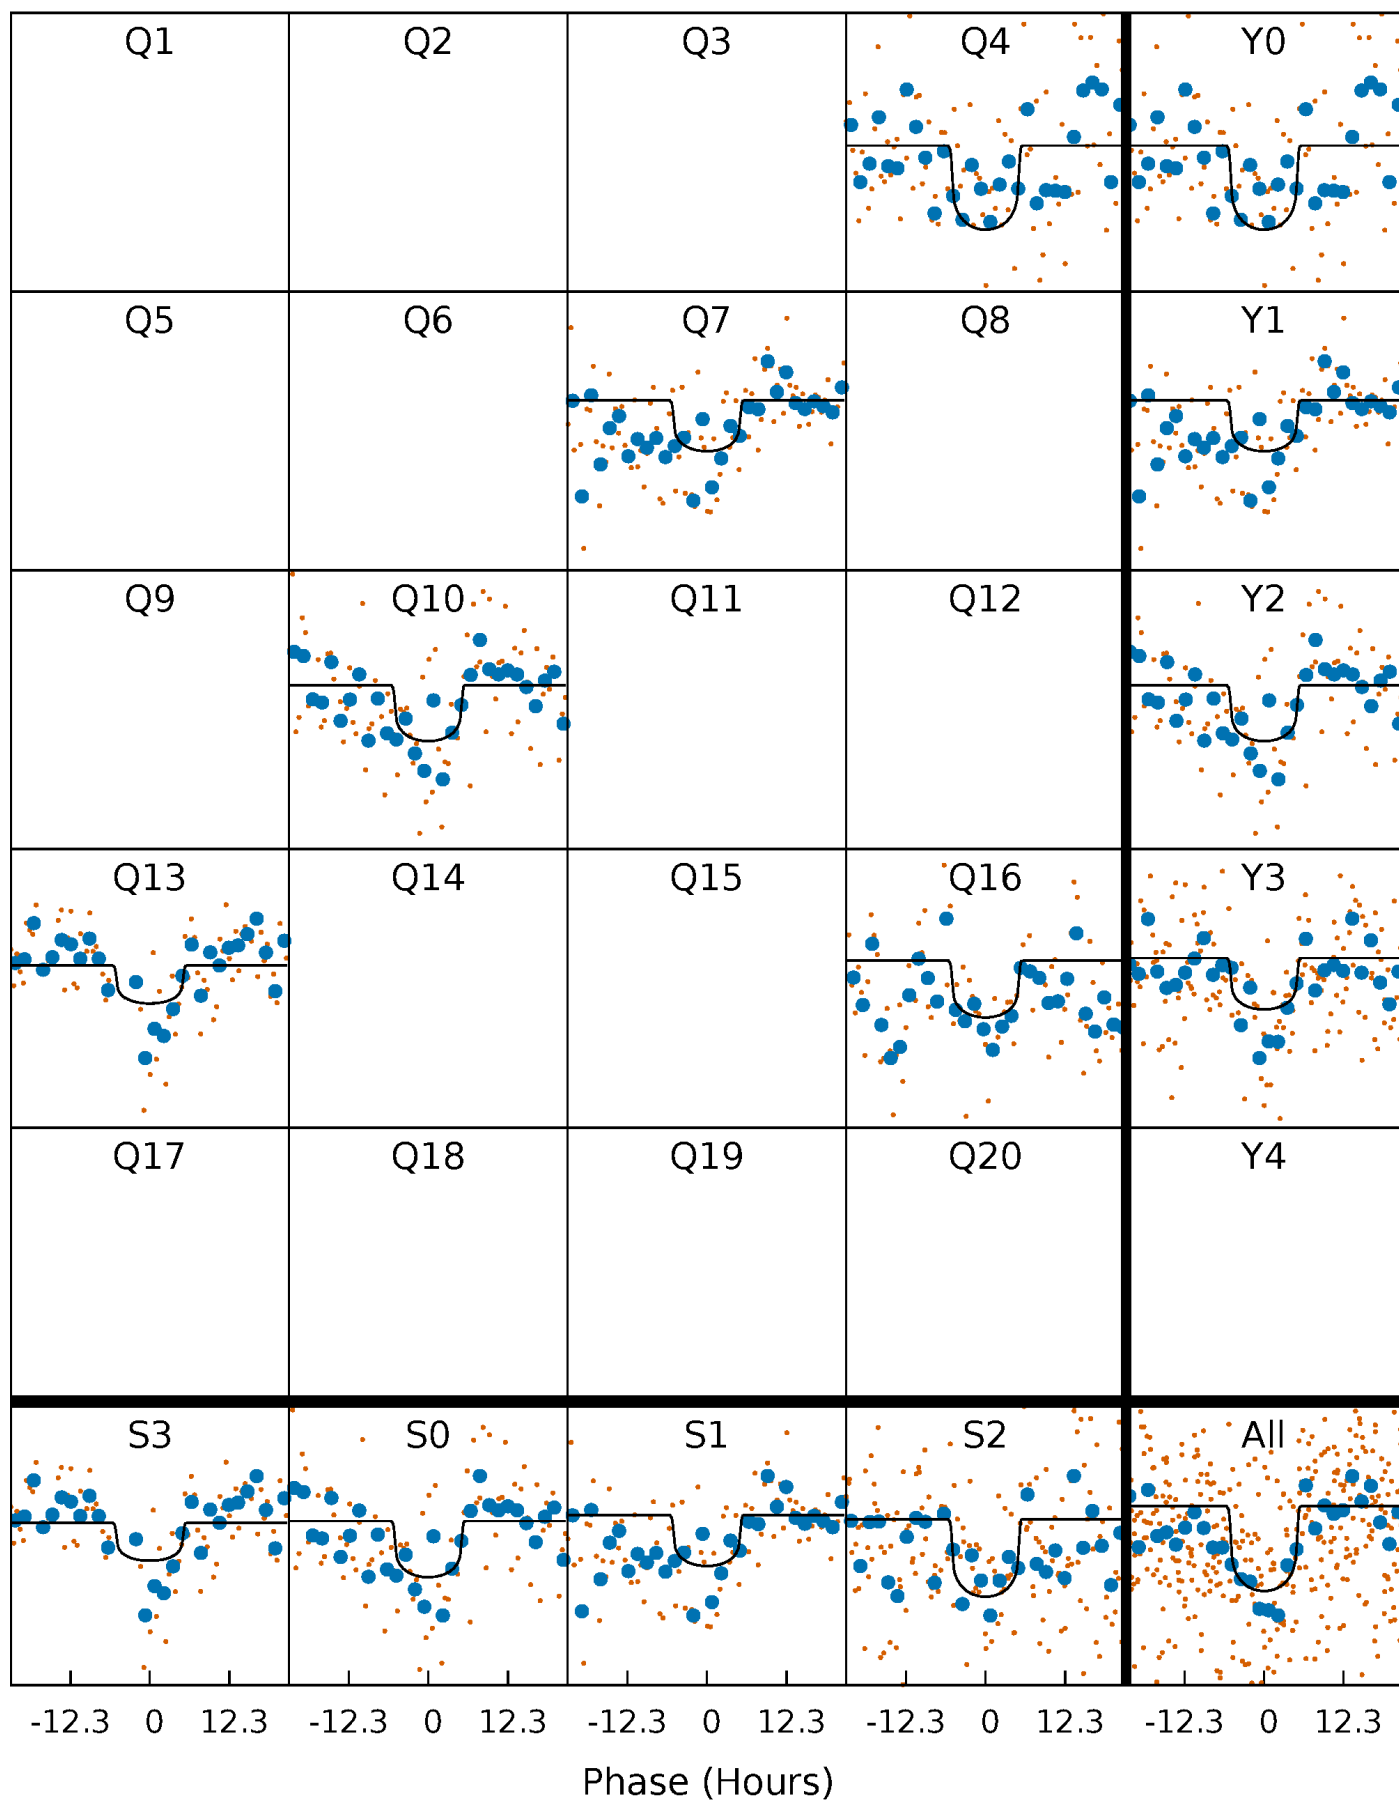 Q1 Q2 Q3 Q4 Y0
Q5 Q6 Q7 Q8 Y1
Q9 Q10 Q11 Q12 Y2
Q13 Q14 Q15 Q16 Y3
Q17 Q18 Q19 Q20 Y4
S3 S0 S1 S2 All
-12.3 0 12.3 -12.3 0 12.3 -12.3 0 12.3 -12.3 0 12.3 -12.3 0 12.3
Phase (Hours)